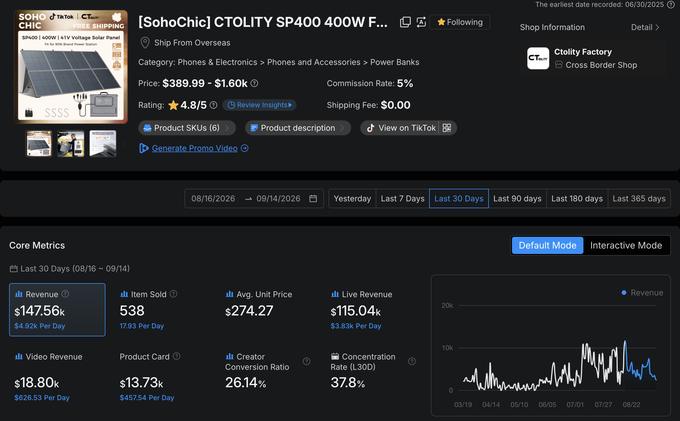 The earliest date recorded: 06/30/2025
SOHO CHIC
TikTok | CTOLITY
FREE SHIPPING
SP400 | 400W | 41V Voltage Solar Panel
[SohoChic] CTOLITY SP400 400W F...
Following
Ship From Overseas
Category: Phones & Electronics > Phones and Accessories > Power Banks
Price: $389.99 - $1.60k
Commission Rate: 5%
Rating: 4.8/5
Review Insights
Shipping Fee: $0.00
Product SKUs (6)
Product description
View on TikTok
Generate Promo Video
Shop Information
Detail
CTOLITY
Ctolity Factory
Cross Border Shop
08/16/2026 → 09/14/2026
Yesterday
Last 7 Days
Last 30 Days
Last 90 days
Last 180 days
Last 365 days
Core Metrics
Default Mode
Interactive Mode
Last 30 Days (08/16 ~ 09/14)
Revenue
$147.56k
$4.92k Per Day
Item Sold
538
17.93 Per Day
Avg. Unit Price
$274.27
Live Revenue
$115.04k
$3.83k Per Day
Video Revenue
$18.80k
$626.53 Per Day
Product Card
$13.73k
$457.54 Per Day
Creator
Conversion Ratio
26.14%
Concentration
Rate (L30D)
37.8%
Revenue
20k
10k
0
03/19
04/14
05/10
06/05
07/01
07/27
08/22